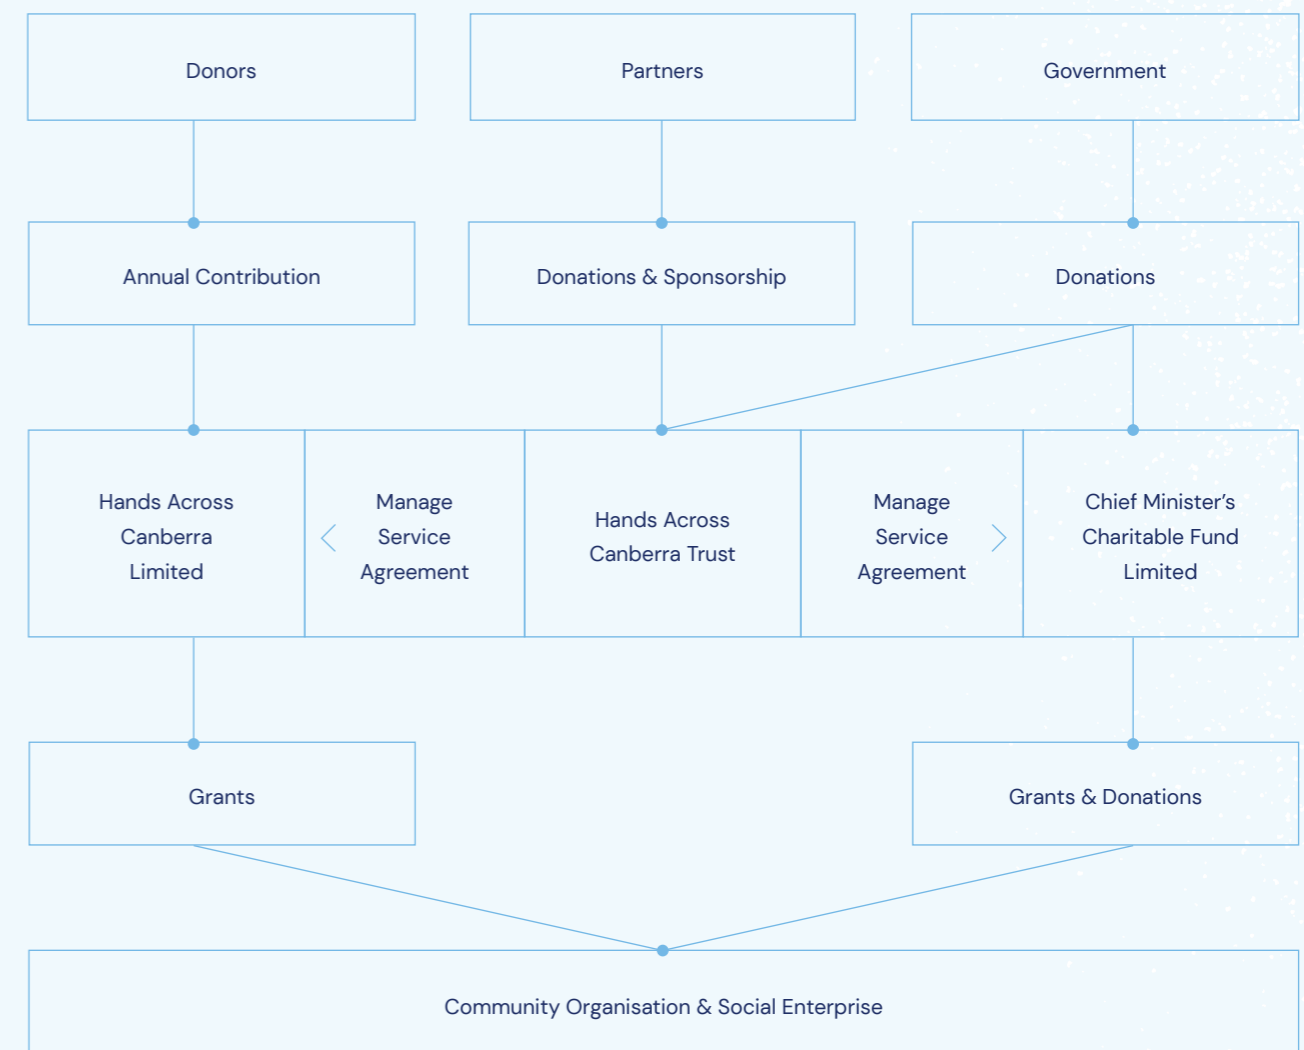 Donors
Partners
Government
Annual Contribution
Donations & Sponsorship
Donations
Hands Across
Canberra
Limited
Manage
Service
Agreement
Hands Across
Canberra Trust
Manage
Service
Agreement
Chief Minister’s
Charitable Fund
Limited
Grants
Grants & Donations
Community Organisation & Social Enterprise